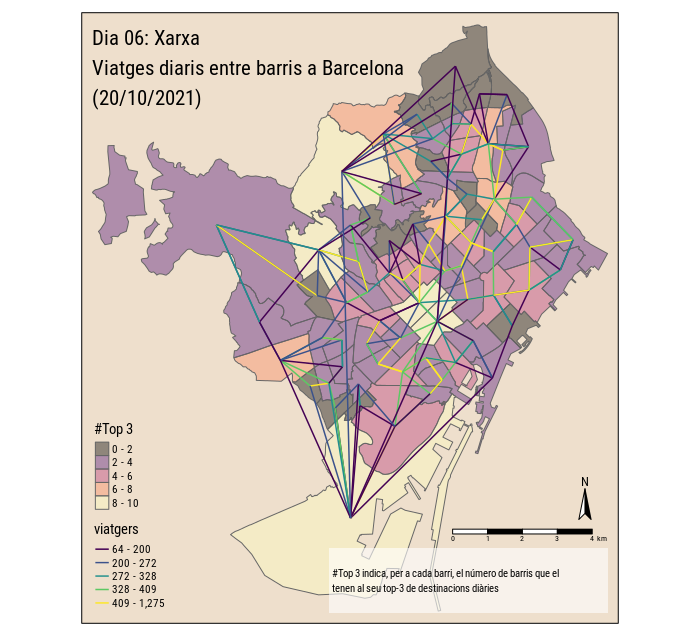 Dia 06: Xarxa
Viatges diaris entre barris a Barcelona
(20/10/2021)
#Top 3
0 - 2
2 - 4
4 - 6
6 - 8
8 - 10
viatgers
64 - 200
200 - 272
272 - 328
328 - 409
409 - 1,275
N
0 1 2 3 4 km
#Top 3 indica, per a cada barri, el número de barris que el
tenen al seu top-3 de destinacions diàries